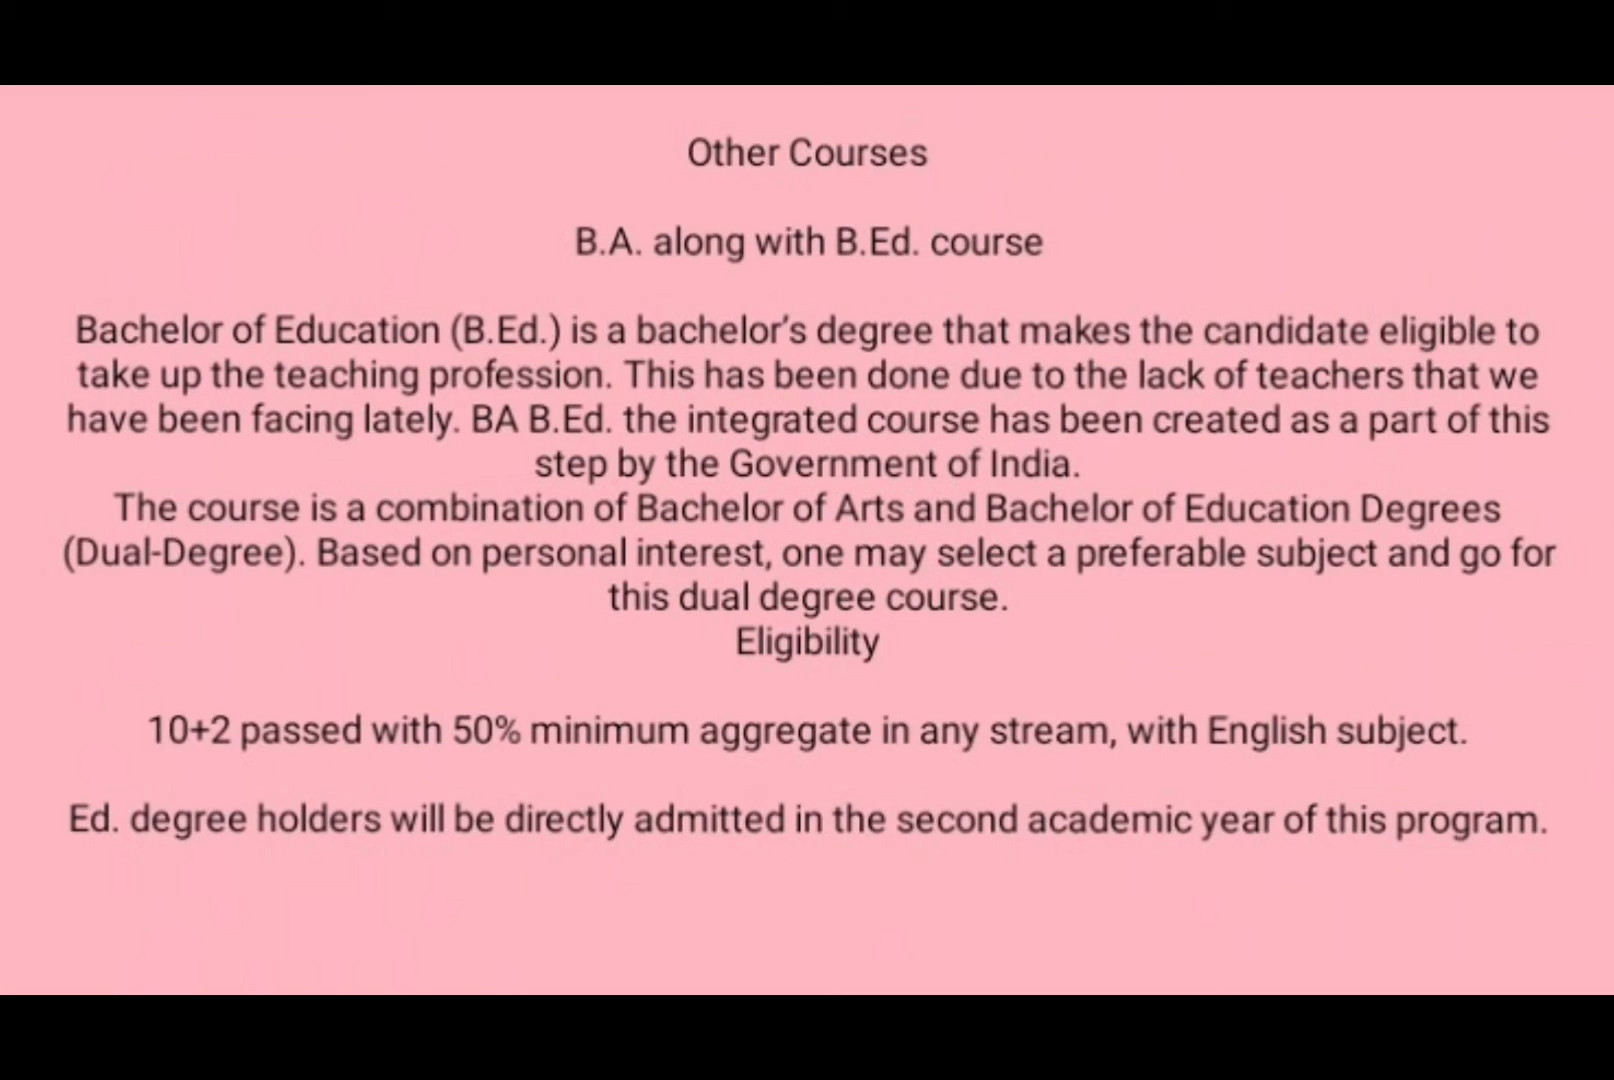 Other Courses
B.A. along with B.Ed. course
Bachelor of Education (B.Ed.) is a bachelor's degree that makes the candidate eligible to
take up the teaching profession. This has been done due to the lack of teachers that we
have been facing lately. BA B.Ed. the integrated course has been created as a part of this
step by the Government of India.
The course is a combination of Bachelor of Arts and Bachelor of Education Degrees
(Dual-Degree). Based on personal interest, one may select a preferable subject and go for
this dual degree course.
Eligibility
10+2 passed with 50% minimum aggregate in any stream, with English subject.
Ed. degree holders will be directly admitted in the second academic year of this program.